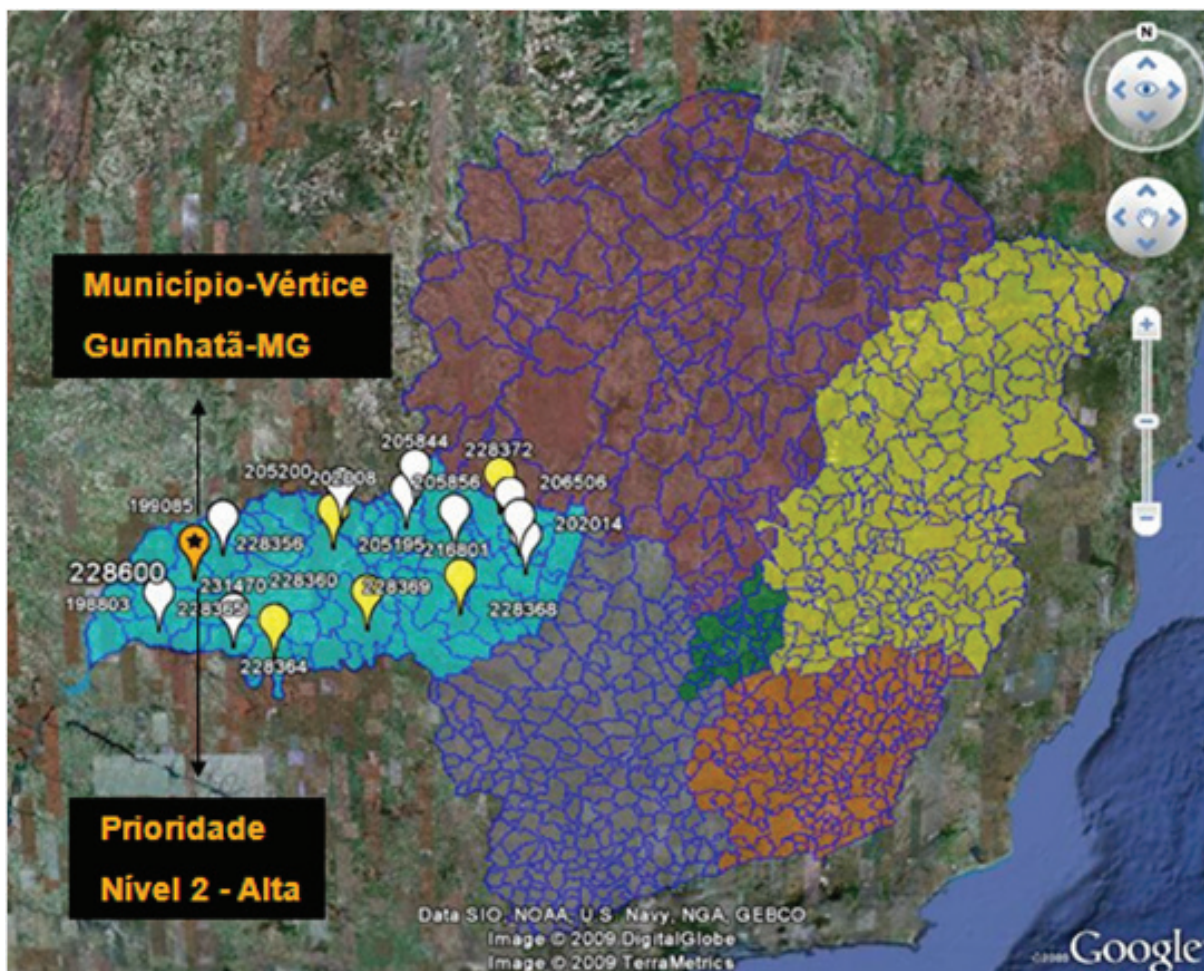 N
Município-Vértice
Gurinhatã-MG
205844
228372
205200
202008
205856
206506
199085
202014
228356
205195
216801
228600
231470
228360
228369
198803
228365
228368
228364
Prioridade
Nível 2 - Alta
Data SIO, NOAA, U.S. Navy, NGA, GEBCO
Image © 2009 DigitalGlobe
Image © 2009 TerraMetrics
©2009 Google